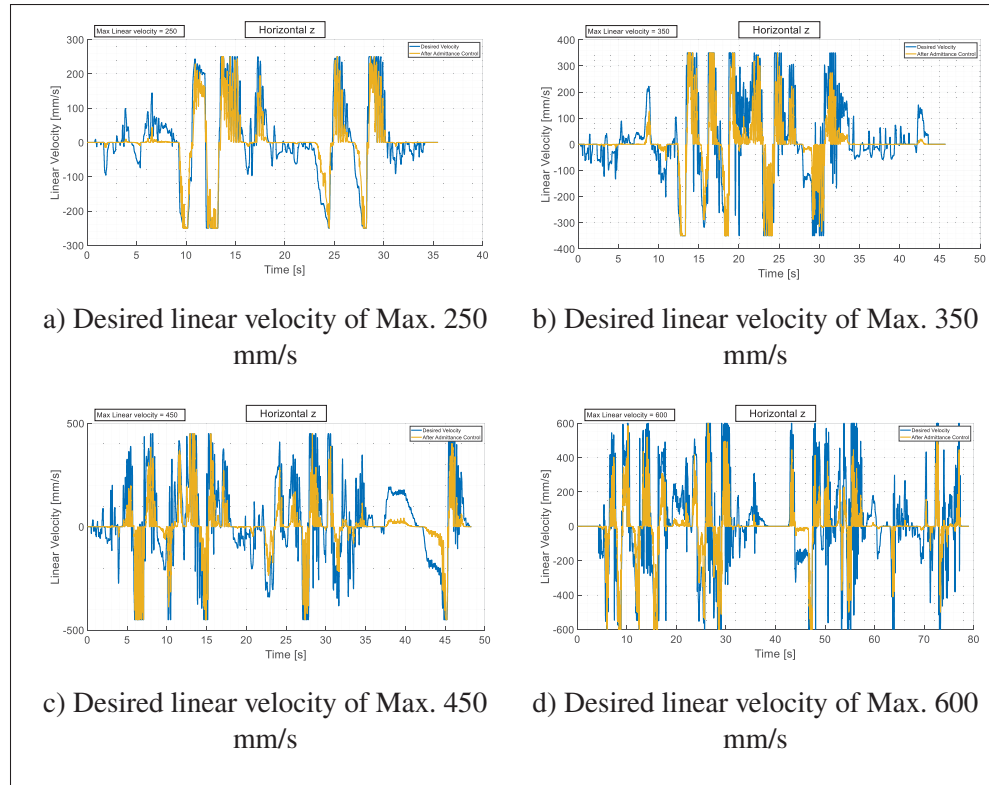 Max Linear velocity = 250
Horizontal z
Desired Velocity
After Admittance Control
300
200
100
0
-100
-200
-300
Linear Velocity [mm/s]
0 5 10 15 20 25 30 35 40
Time [s]
a) Desired linear velocity of Max. 250
mm/s
Max Linear velocity = 350
Horizontal z
Desired Velocity
After Admittance Control
400
300
200
100
0
-100
-200
-300
-400
Linear Velocity [mm/s]
0 5 10 15 20 25 30 35 40 45 50
Time [s]
b) Desired linear velocity of Max. 350
mm/s
Max Linear velocity = 450
Horizontal z
Desired Velocity
After Admittance Control
500
0
-500
Linear Velocity [mm/s]
0 5 10 15 20 25 30 35 40 45 50
Time [s]
c) Desired linear velocity of Max. 450
mm/s
Max Linear velocity = 600
Horizontal z
Desired Velocity
After Admittance Control
600
400
200
0
-200
-400
-600
Linear Velocity [mm/s]
0 10 20 30 40 50 60 70 80
Time [s]
d) Desired linear velocity of Max. 600
mm/s